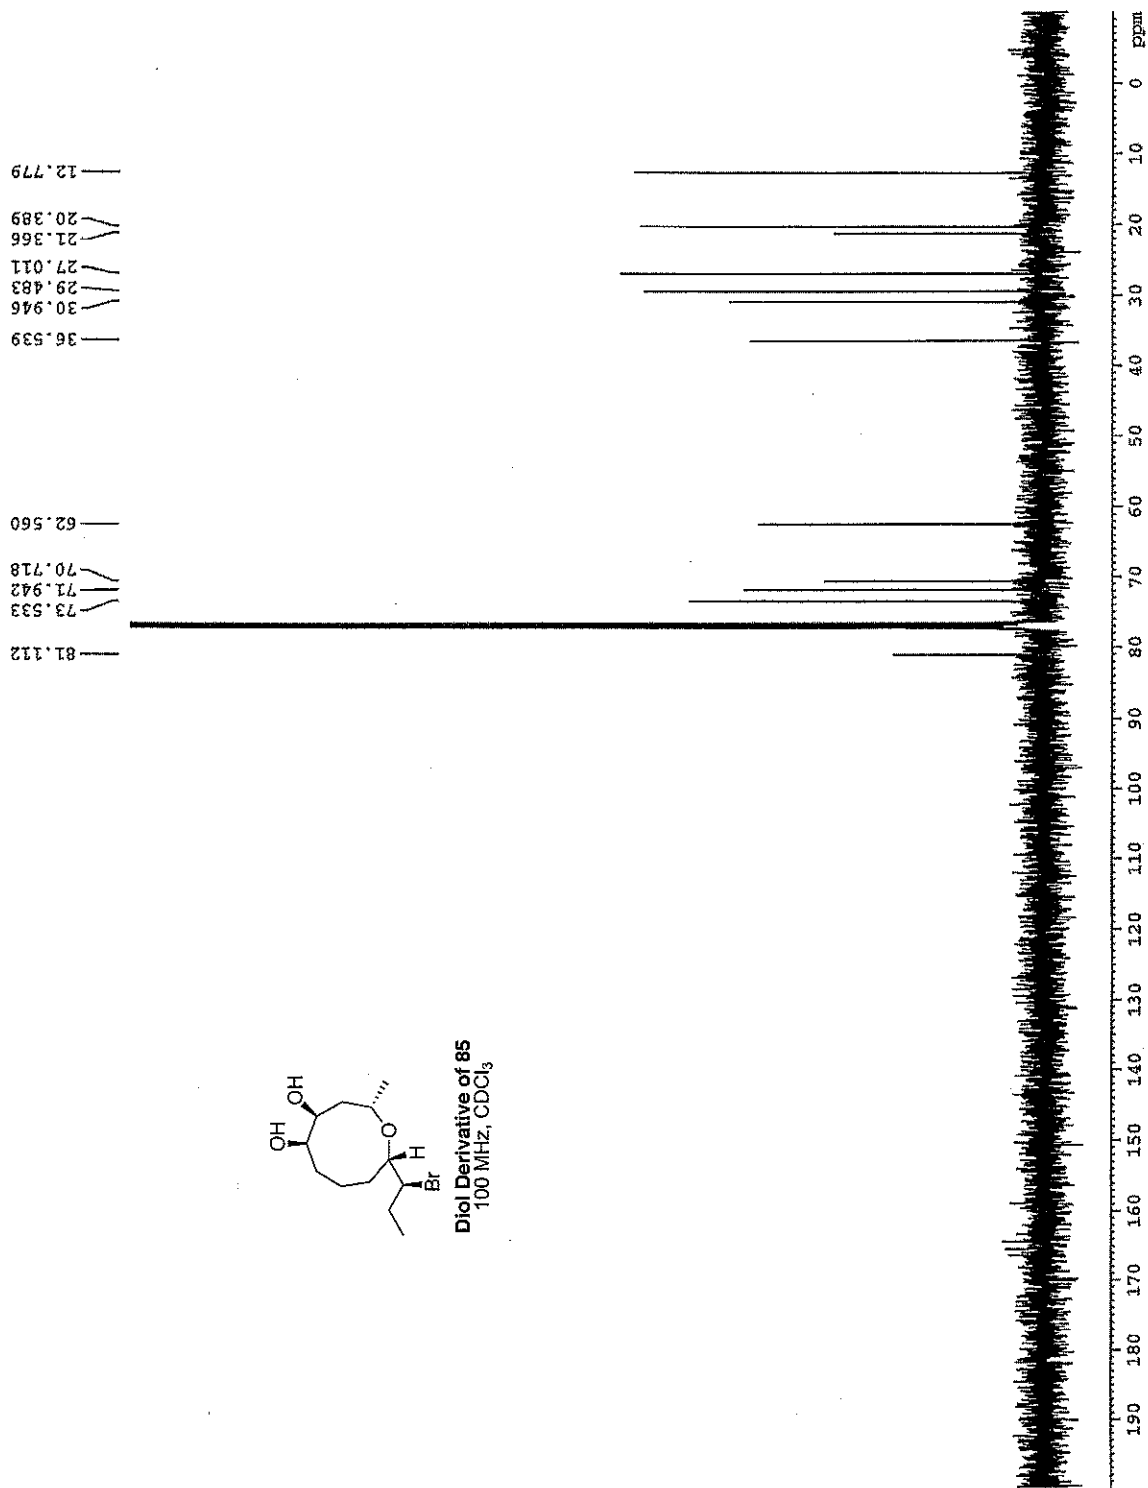 81.112
73.533
71.942
70.718
62.560
36.539
30.946
29.483
27.011
21.366
20.389
12.779
OH
OH
O
H
Br
Diol Derivative of 85
100 MHz, CDCl₃
190 180 170 160 150 140 130 120 110 100 90 80 70 60 50 40 30 20 10 0 ppm